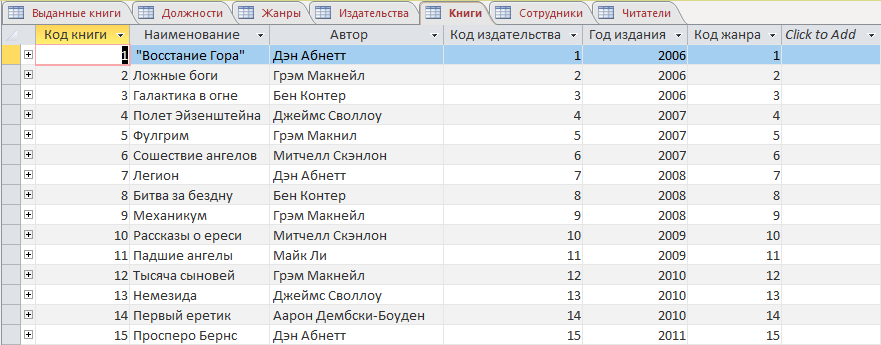 Выданные книги Должности Жанры Издательства Книги Сотрудники Читатели
Код книги Наименование Автор Код издательства Год издания Код жанра Click to Add
1 "Восстание Гора" Дэн Абнетт 1 2006 1
2 Ложные боги Грэм Макнейл 2 2006 2
3 Галактика в огне Бен Контер 3 2006 3
4 Полет Эйзенштейна Джеймс Своллоу 4 2007 4
5 Фулгрим Грэм Макнил 5 2007 5
6 Сошествие ангелов Митчелл Скэнлон 6 2007 6
7 Легион Дэн Абнетт 7 2008 7
8 Битва за бездну Бен Контер 8 2008 8
9 Механикум Грэм Макнейл 9 2008 9
10 Рассказы о ереси Митчелл Скэнлон 10 2009 10
11 Падшие ангелы Майк Ли 11 2009 11
12 Тысяча сыновей Грэм Макнейл 12 2010 12
13 Немезида Джеймс Своллоу 13 2010 13
14 Первый еретик Аарон Дембски-Боуден 14 2010 14
15 Просперо Бернс Дэн Абнетт 15 2011 15